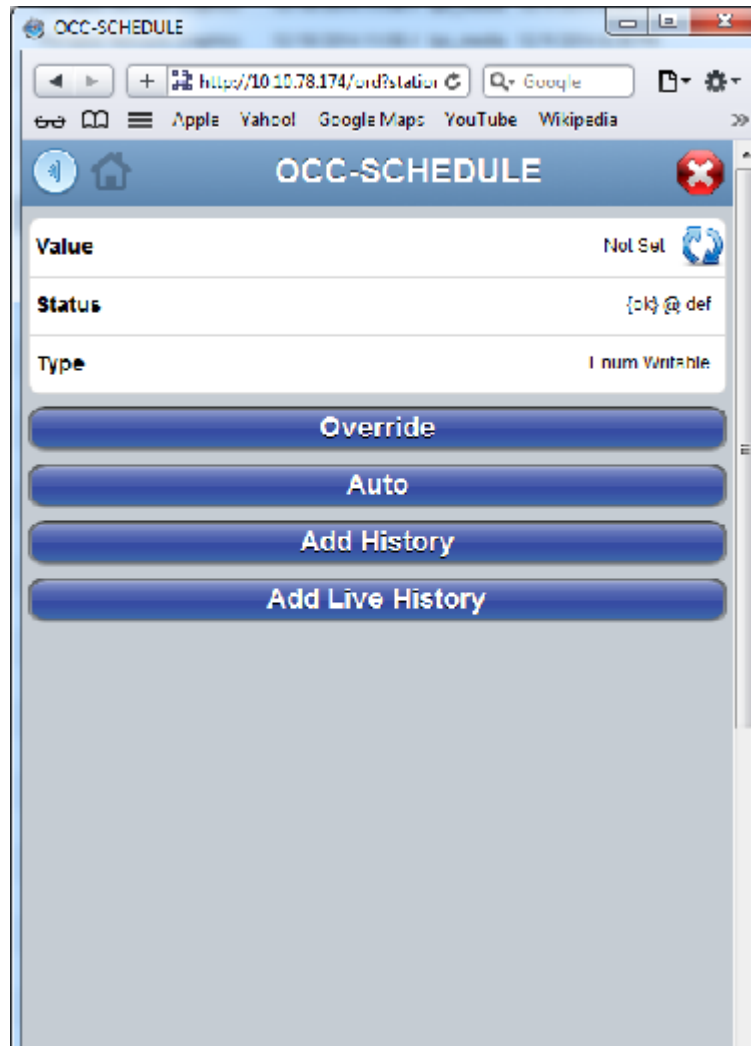 OCC-SCHEDULE
http://10.10.78.174/ord?station
Google
Apple Yahoo! Google Maps YouTube Wikipedia
OCC-SCHEDULE
Value Not Set
Status {ok} @ def
Type Enum Writable
Override
Auto
Add History
Add Live History